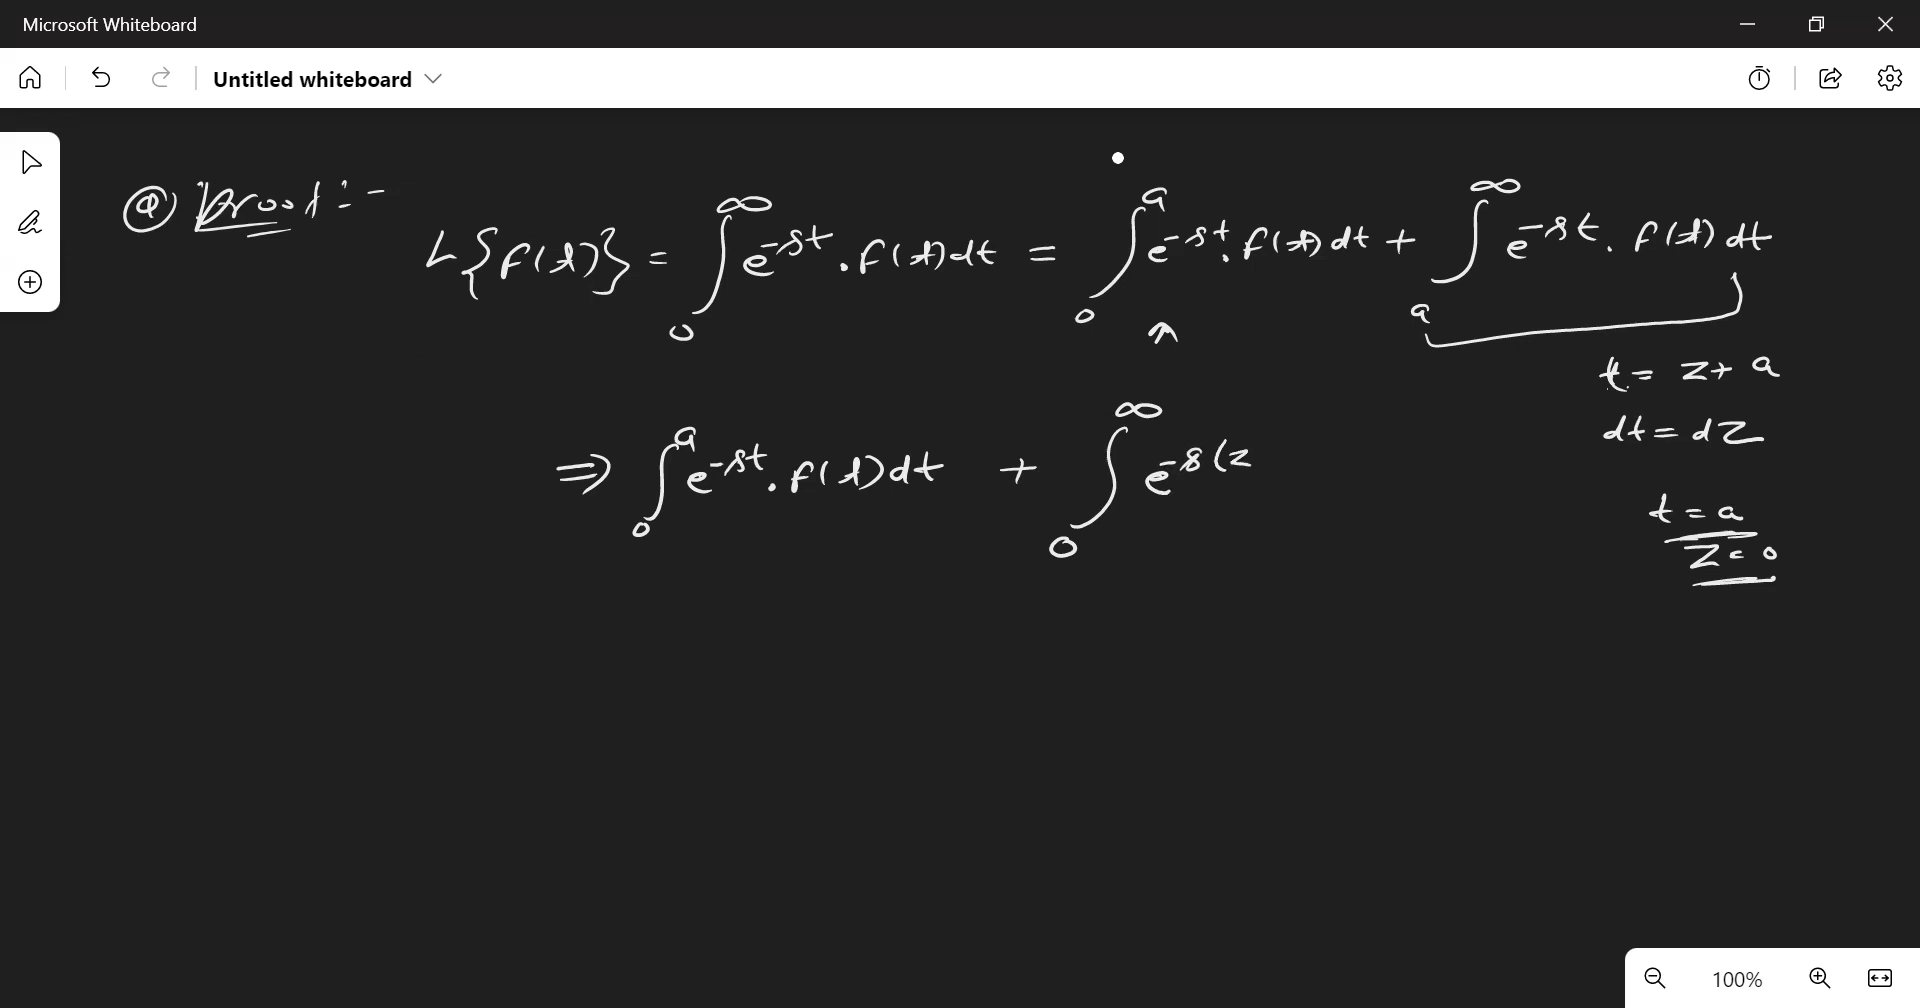 Microsoft Whiteboard
Untitled whiteboard
@ Proof :-
L{f(t)} = ∫₀^∞ e^{-st} . f(t) dt = ∫₀^a e^{-st} . f(t) dt + ∫ₐ^∞ e^{-st} . f(t) dt
t = z + a
dt = dz
⇒ ∫₀^a e^{-st} . f(t) dt + ∫₀^∞ e^{-s(z
t = a
z = 0
100%